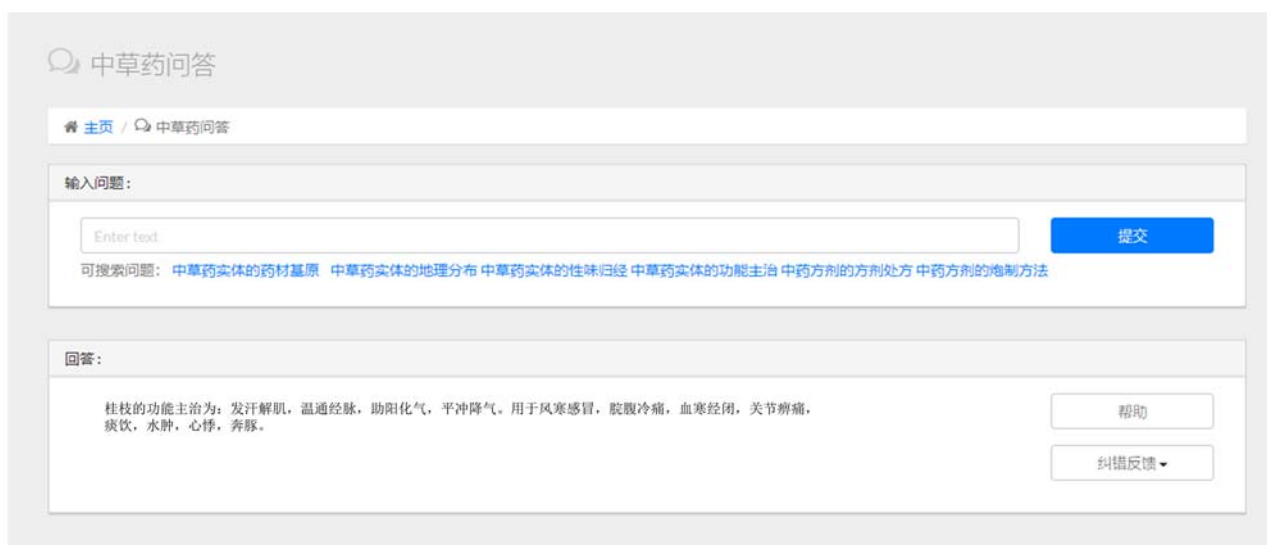 中草药问答
主页 / 中草药问答
输入问题：
Enter text
提交
可搜索问题： 中草药实体的药材基原 中草药实体的地理分布 中草药实体的性味归经 中草药实体的功能主治 中药方剂的方剂处方 中药方剂的炮制方法
回答：
桂枝的功能主治为：发汗解肌，温通经脉，助阳化气，平冲降气。用于风寒感冒，脘腹冷痛，血寒经闭，关节痹痛，
痰饮，水肿，心悸，奔豚。
帮助
纠错反馈